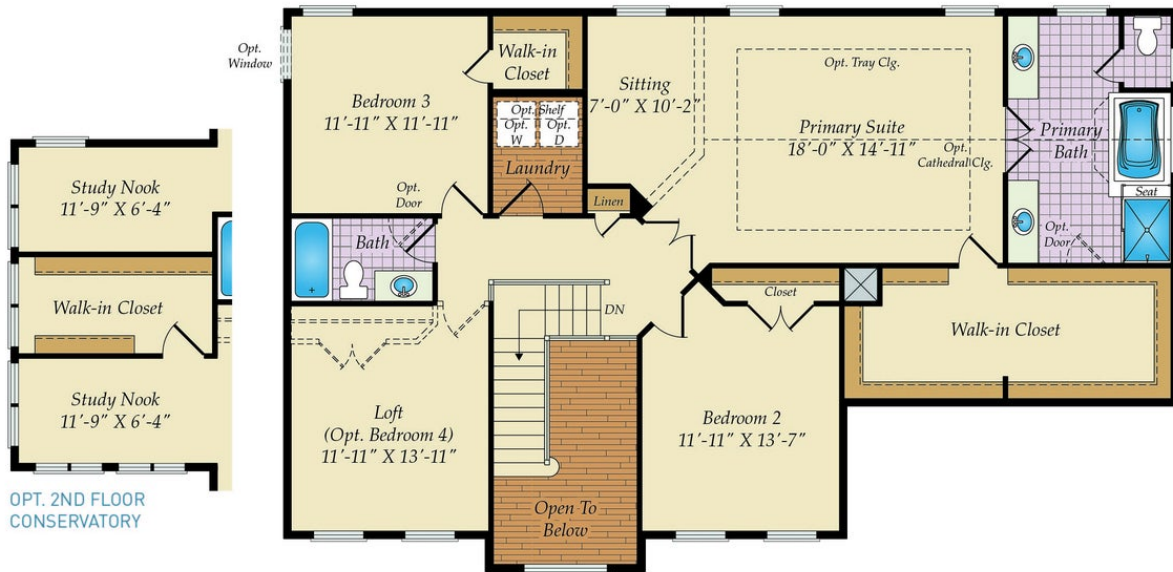 Study Nook
11'-9" X 6'-4"
Walk-in Closet
Study Nook
11'-9" X 6'-4"
OPT. 2ND FLOOR
CONSERVATORY
Opt.
Window
Bedroom 3
11'-11" X 11'-11"
Opt.
Door
Walk-in
Closet
Opt. Shelf
Opt.
W
Opt.
D
Laundry
Linen
Bath
Sitting
7'-0" X 10'-2"
Opt. Tray Clg.
Primary Suite
18'-0" X 14'-11"
Opt.
Cathedral Clg.
Primary
Bath
Seat
Opt.
Door
DN
Closet
Walk-in Closet
Loft
(Opt. Bedroom 4)
11'-11" X 13'-11"
Bedroom 2
11'-11" X 13'-7"
Open To
Below